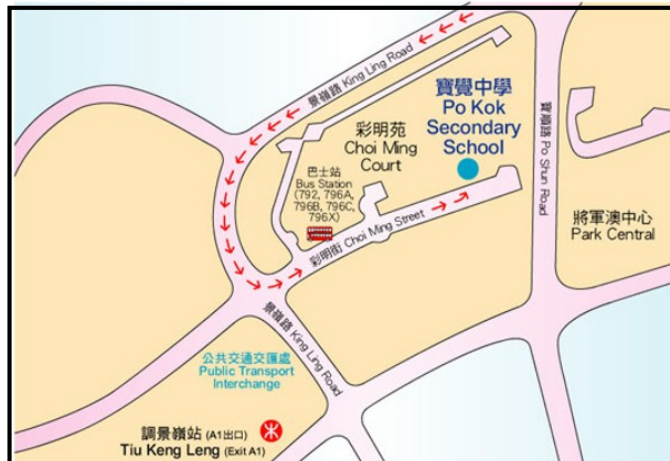 景嶺路 King Ling Road
寶覺中學
Po Kok
Secondary
School
彩明苑
Choi Ming
Court
巴士站
Bus Station
(792, 796A,
796B, 796C,
796X)
寶順路 Po Shun Road
將軍澳中心
Park Central
彩明街 Choi Ming Street
景嶺路 King Ling Road
公共交通交匯處
Public Transport
Interchange
調景嶺站 (A1出口)
Tiu Keng Leng (Exit A1)